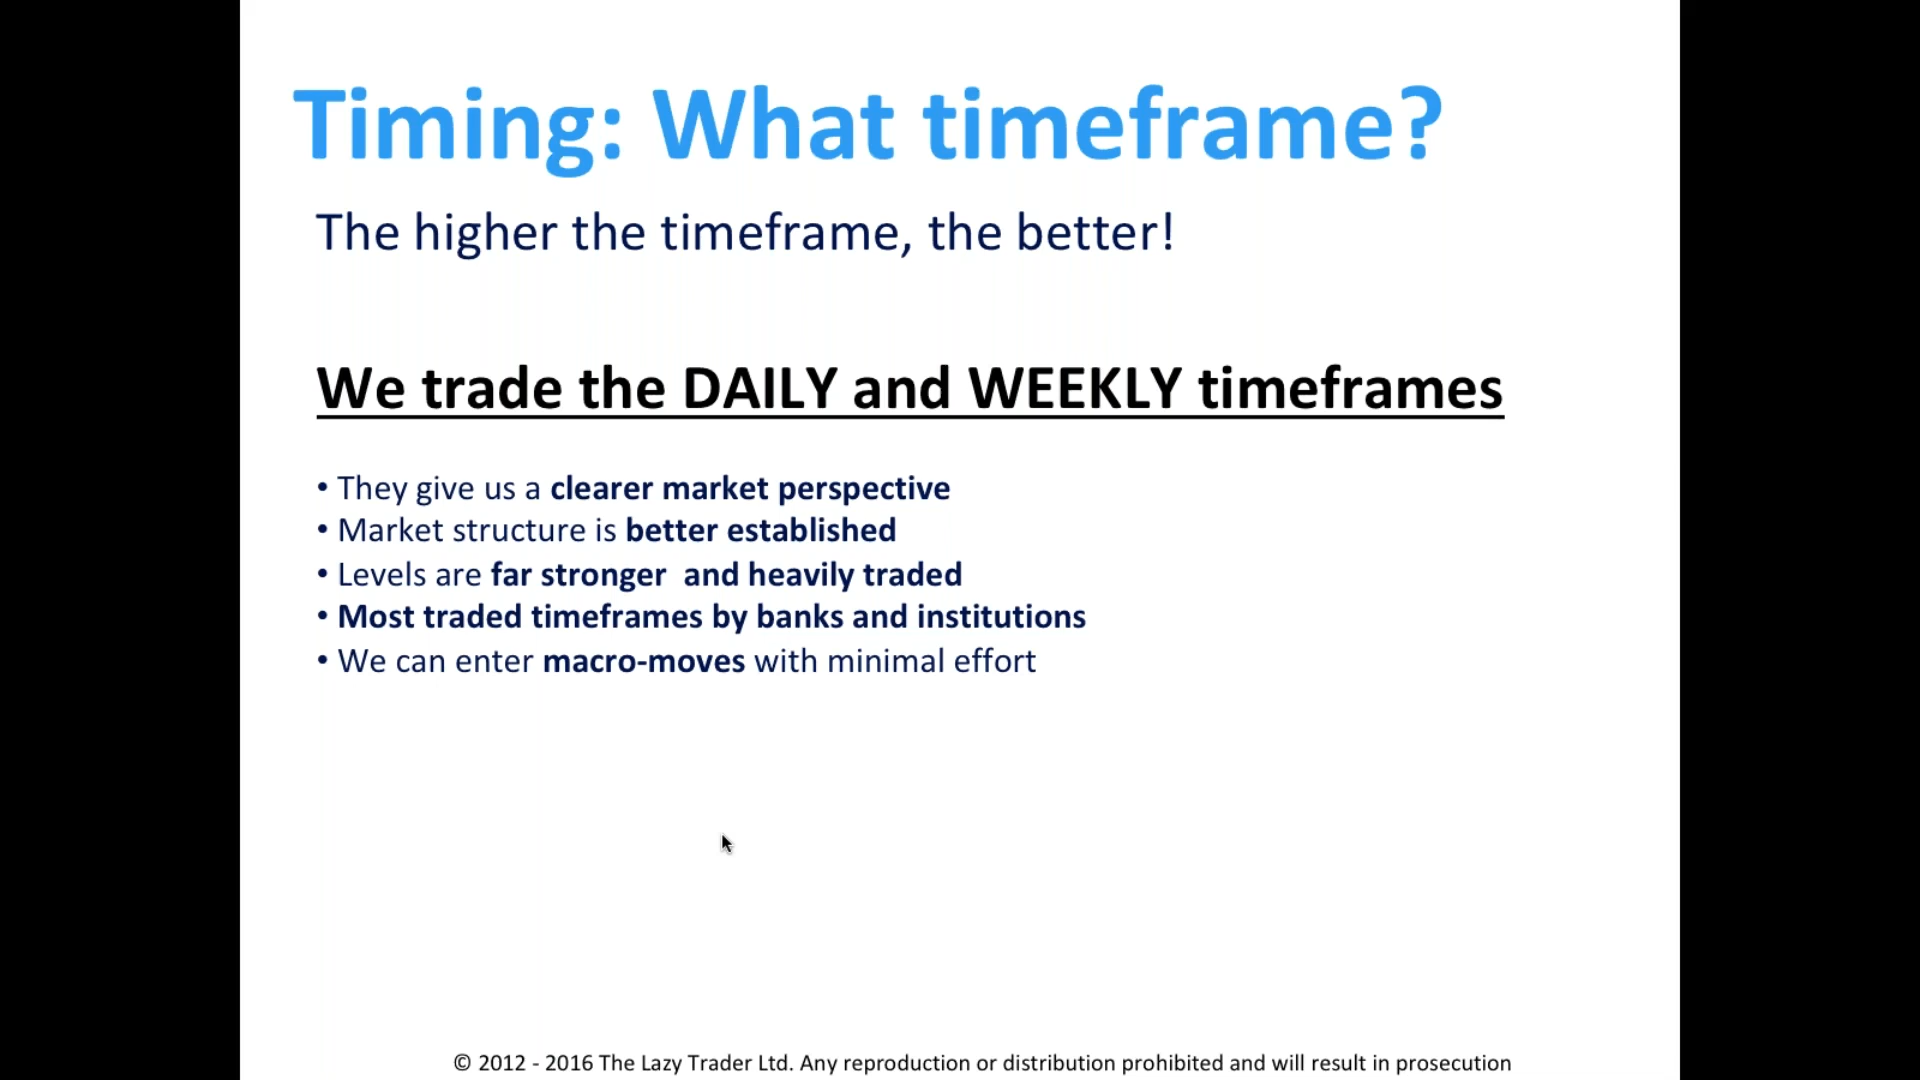 Timing: What timeframe?
The higher the timeframe, the better!
We trade the DAILY and WEEKLY timeframes
• They give us a clearer market perspective
• Market structure is better established
• Levels are far stronger  and heavily traded
• Most traded timeframes by banks and institutions
• We can enter macro-moves with minimal effort
© 2012 - 2016 The Lazy Trader Ltd. Any reproduction or distribution prohibited and will result in prosecution